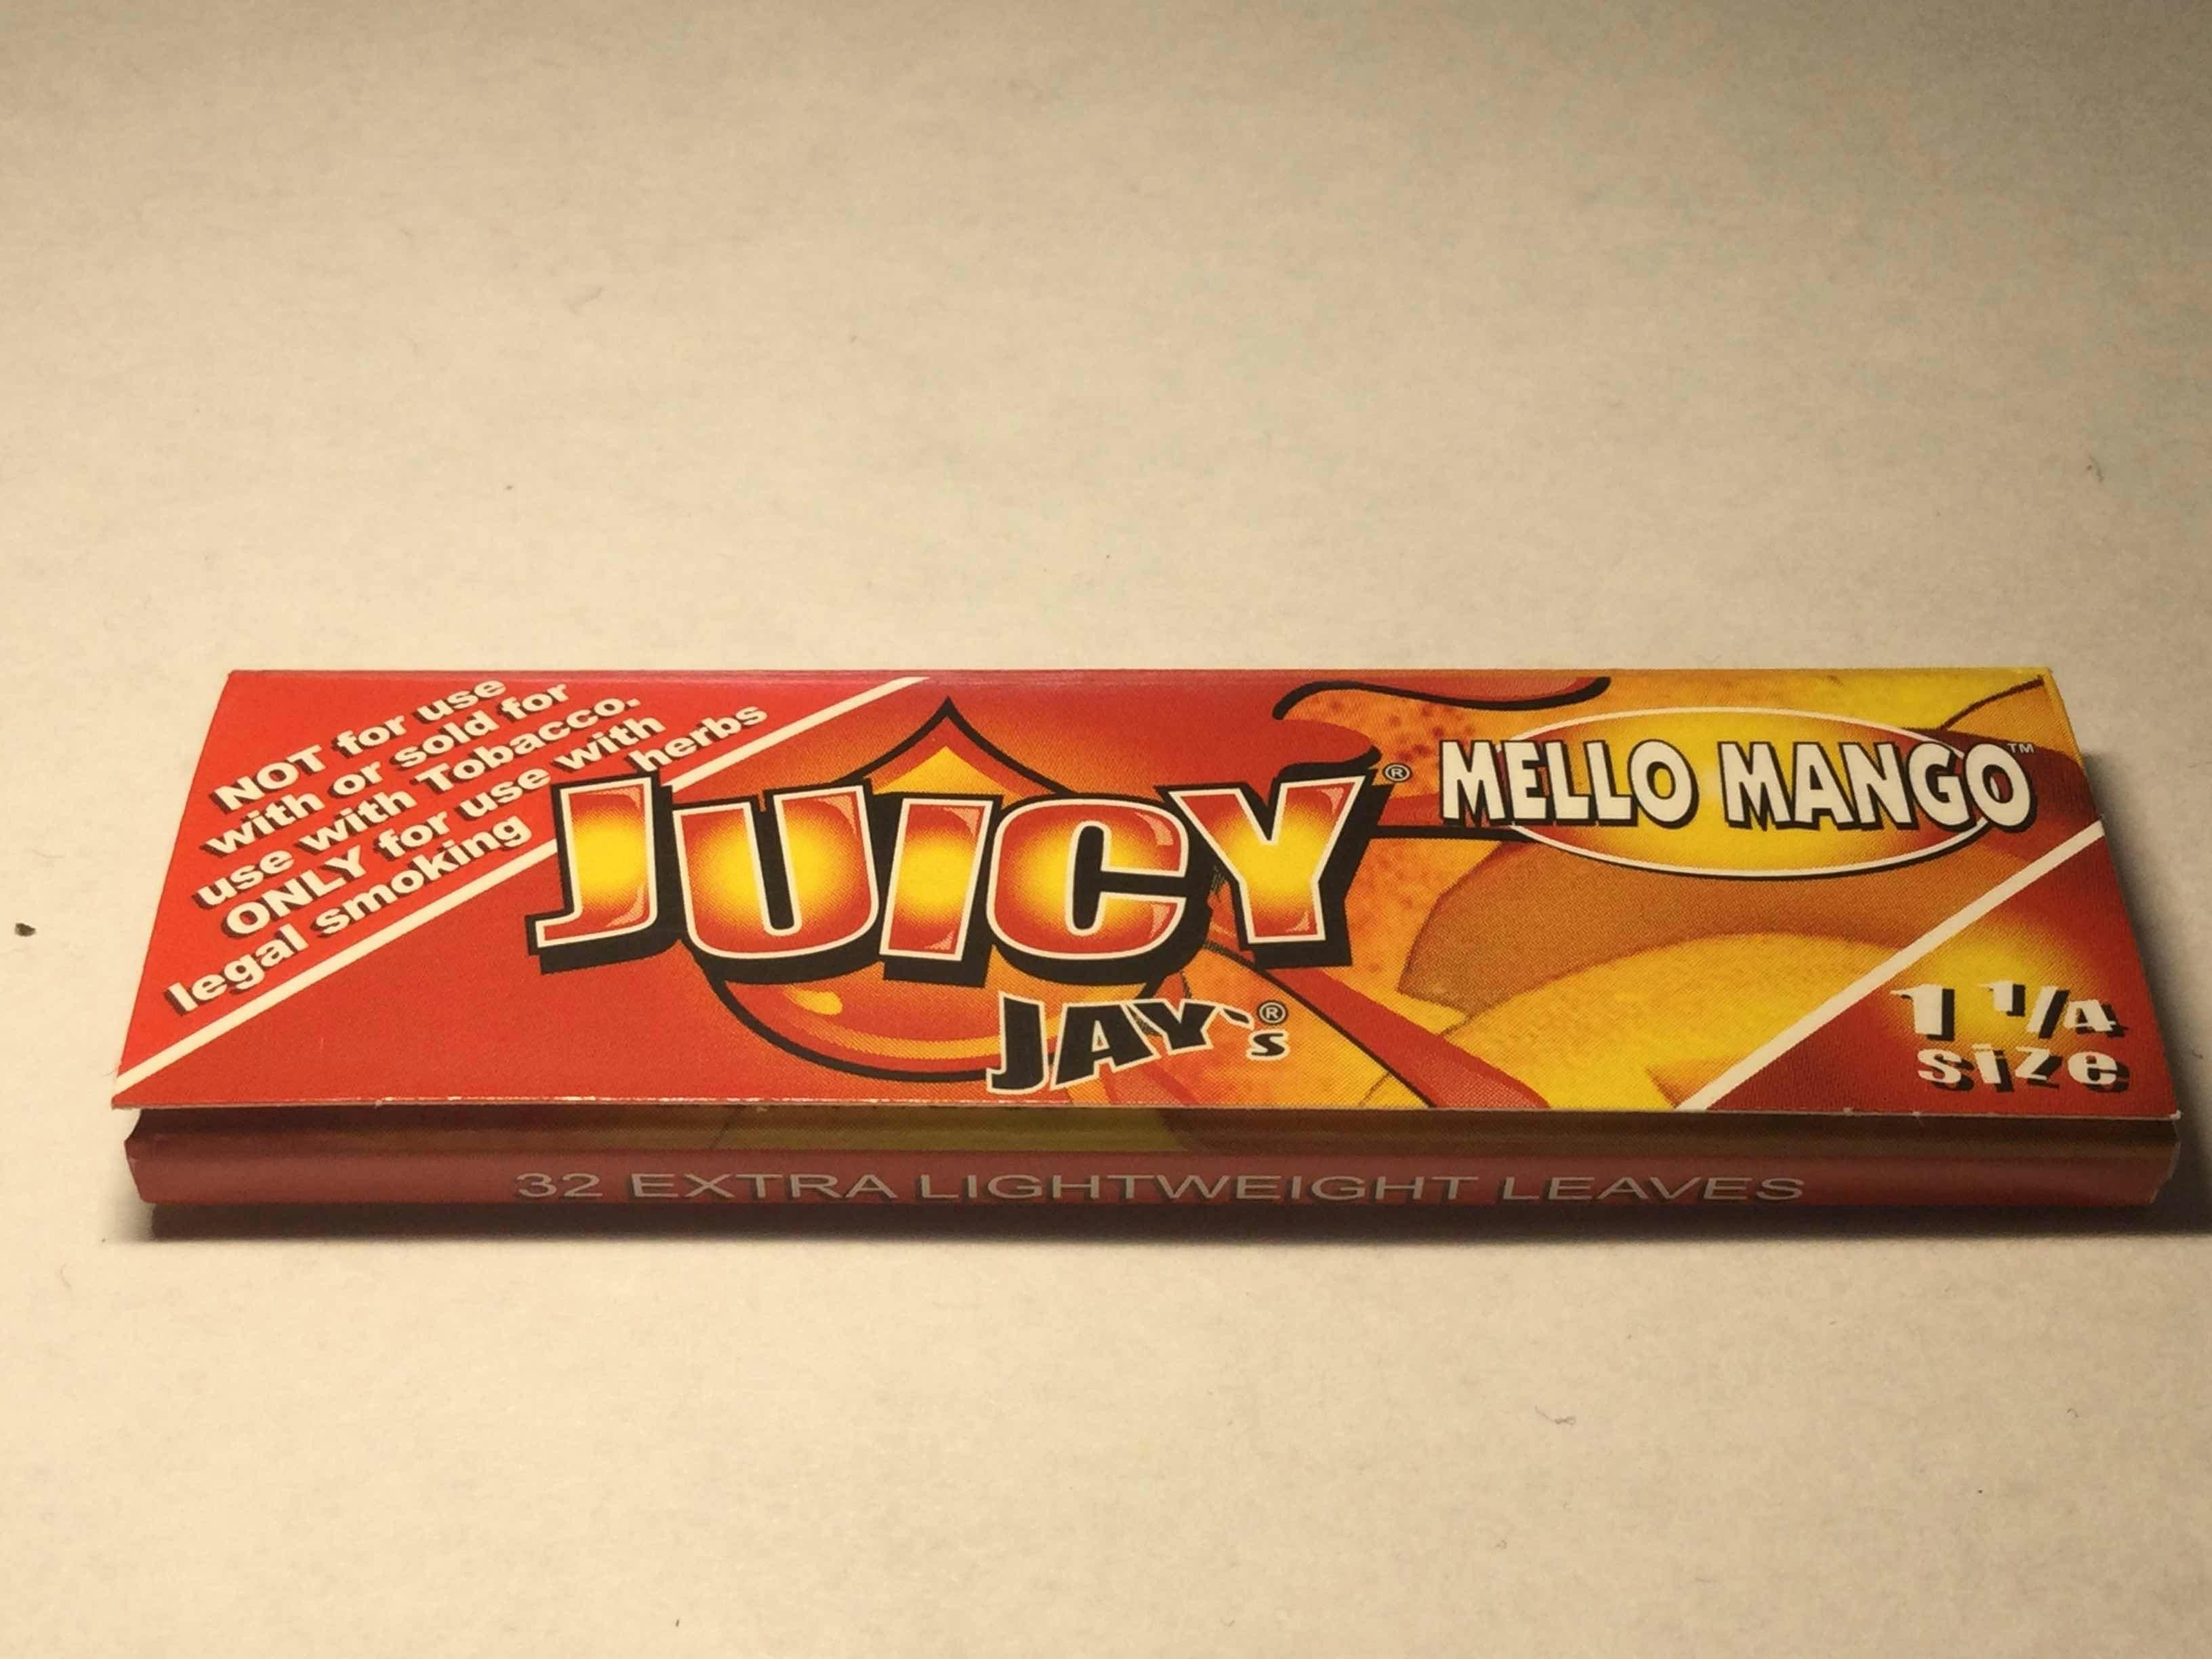 NOT for use
with or sold for
use with Tobacco.
ONLY for use with
legal smoking herbs
JUICY®
JAY`s®
MELLO MANGO™
1 1/4
size
32 EXTRA LIGHTWEIGHT LEAVES